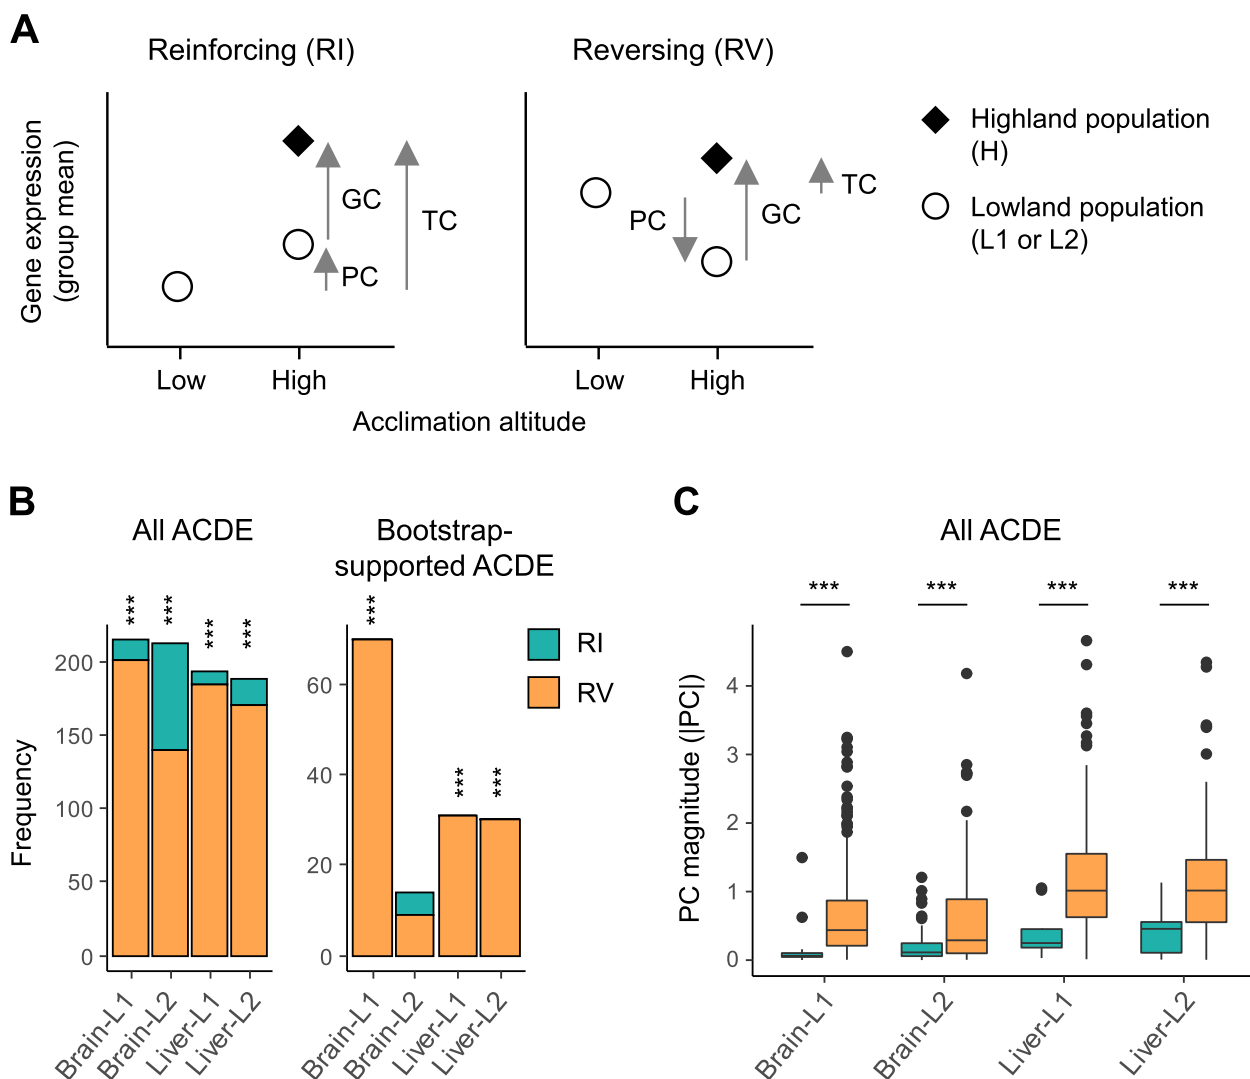 A
Reinforcing (RI)
Reversing (RV)
Gene expression
(group mean)
GC
TC
PC
PC
GC
TC
Highland population
(H)
Lowland population
(L1 or L2)
Low
High
Low
High
Acclimation altitude
B
All ACDE
Bootstrap-
supported ACDE
***
***
***
***
***
***
***
RI
RV
Frequency
200
150
100
50
0
60
40
20
0
Brain-L1
Brain-L2
Liver-L1
Liver-L2
Brain-L1
Brain-L2
Liver-L1
Liver-L2
C
All ACDE
***
***
***
***
PC magnitude (|PC|)
4
3
2
1
0
Brain-L1
Brain-L2
Liver-L1
Liver-L2